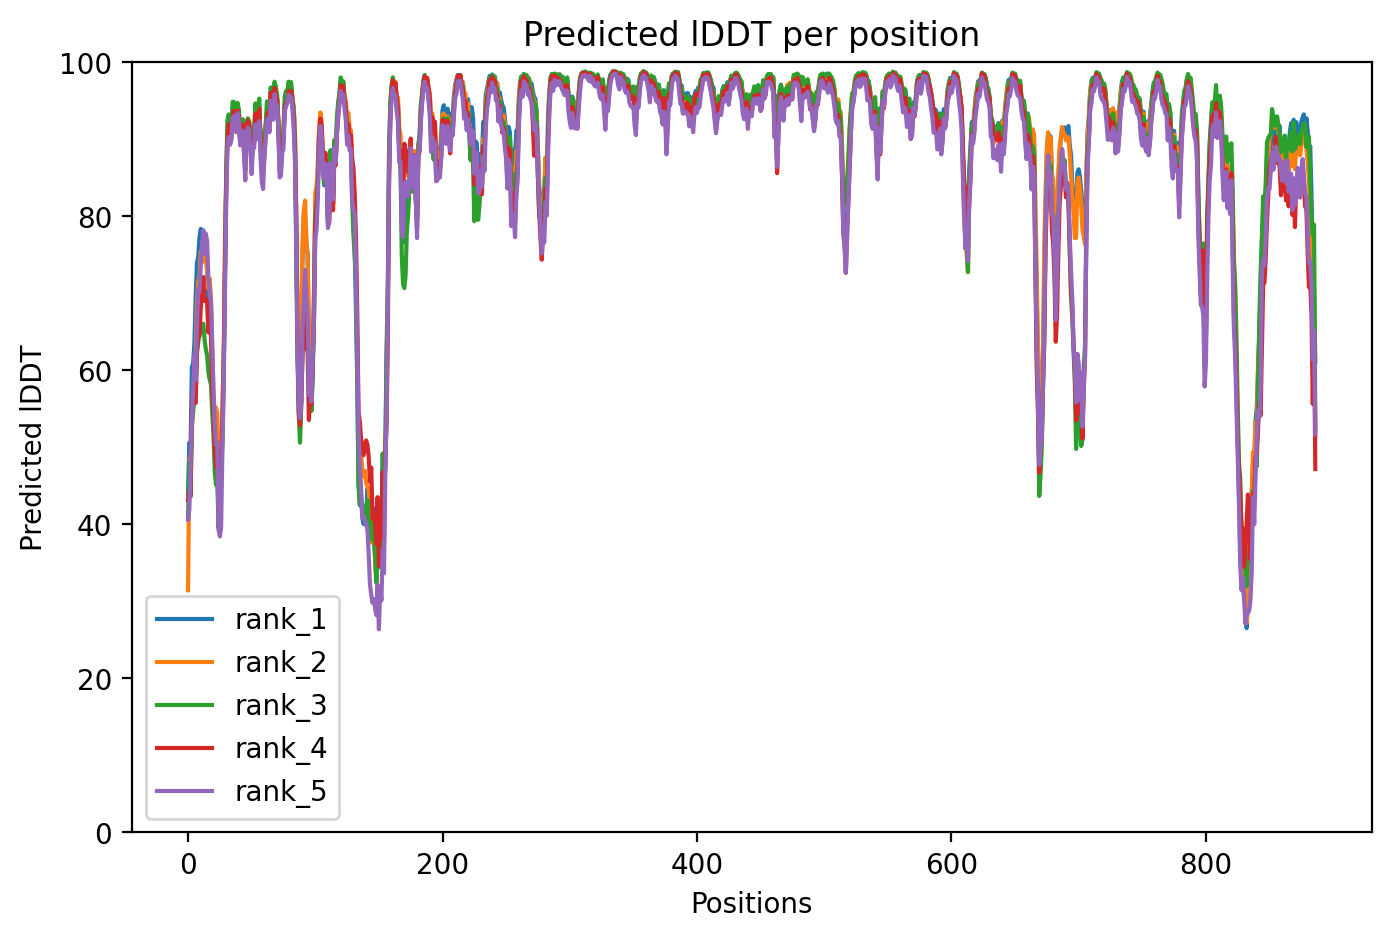 Predicted lDDT per position
100
80
60
40
20
0
Predicted lDDT
rank_1
rank_2
rank_3
rank_4
rank_5
0 200 400 600 800
Positions